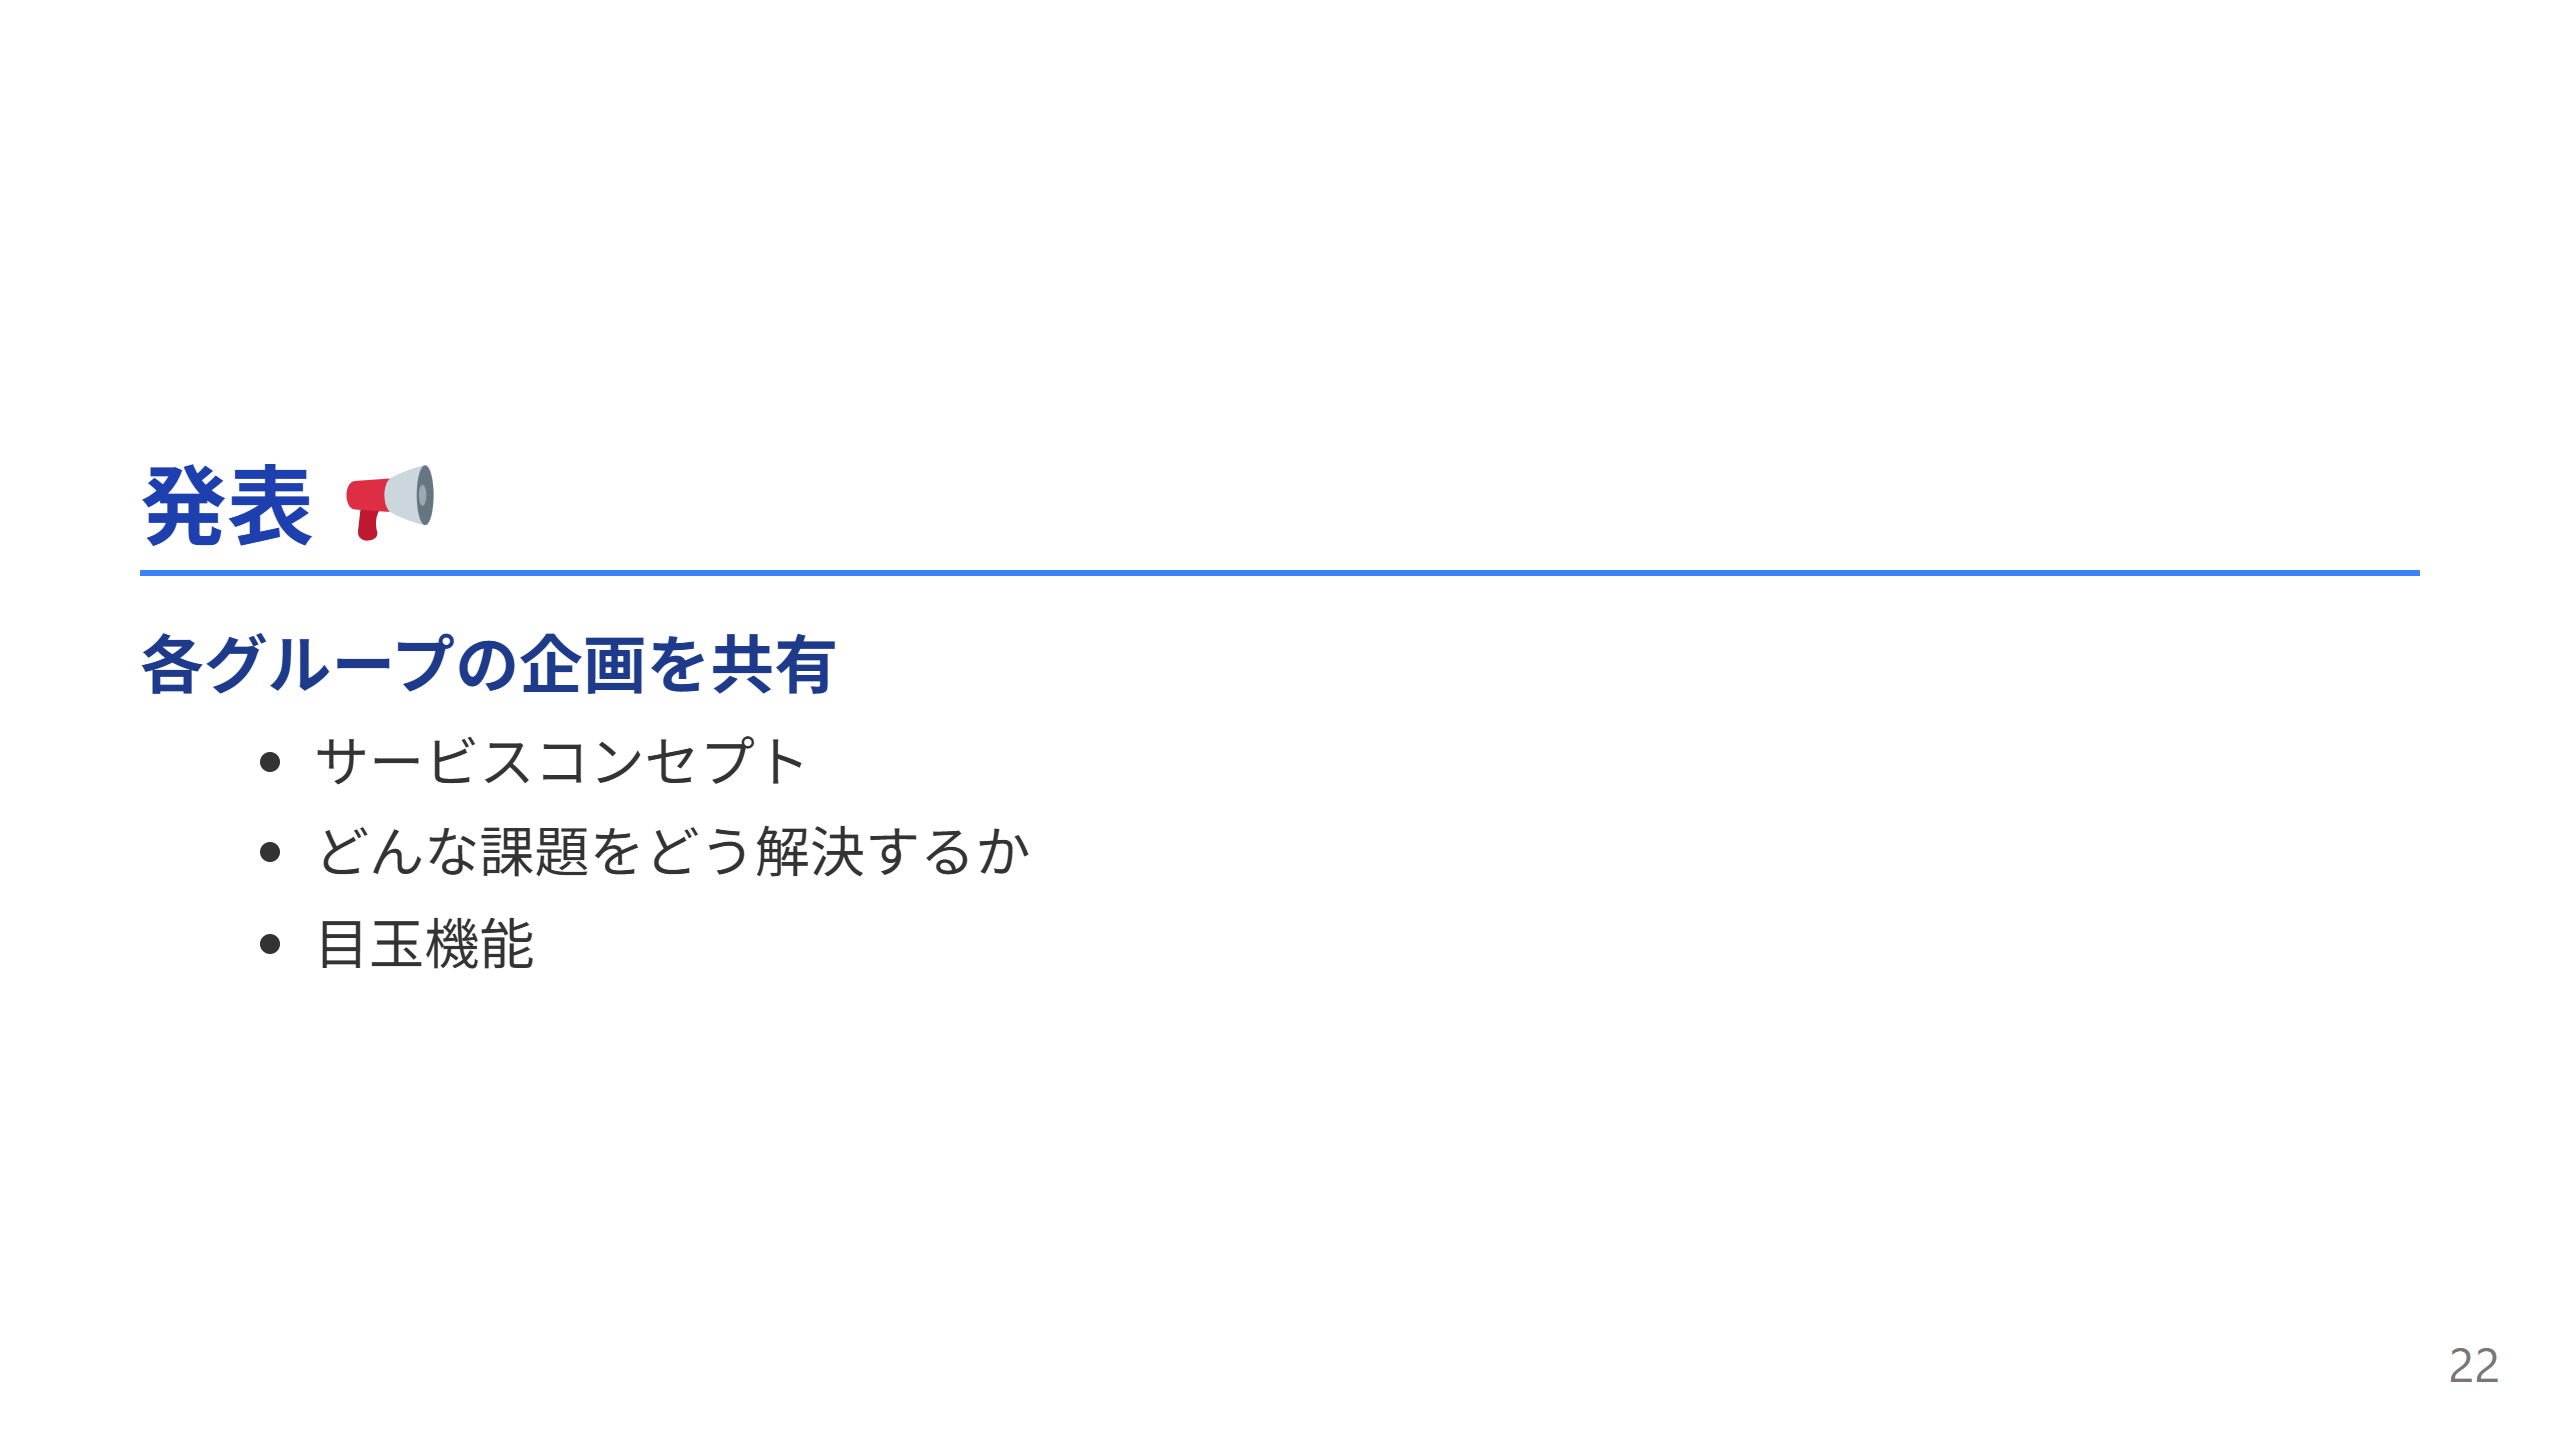 発表 📢
各グループの企画を共有
• サービスコンセプト
• どんな課題をどう解決するか
• 目玉機能
22